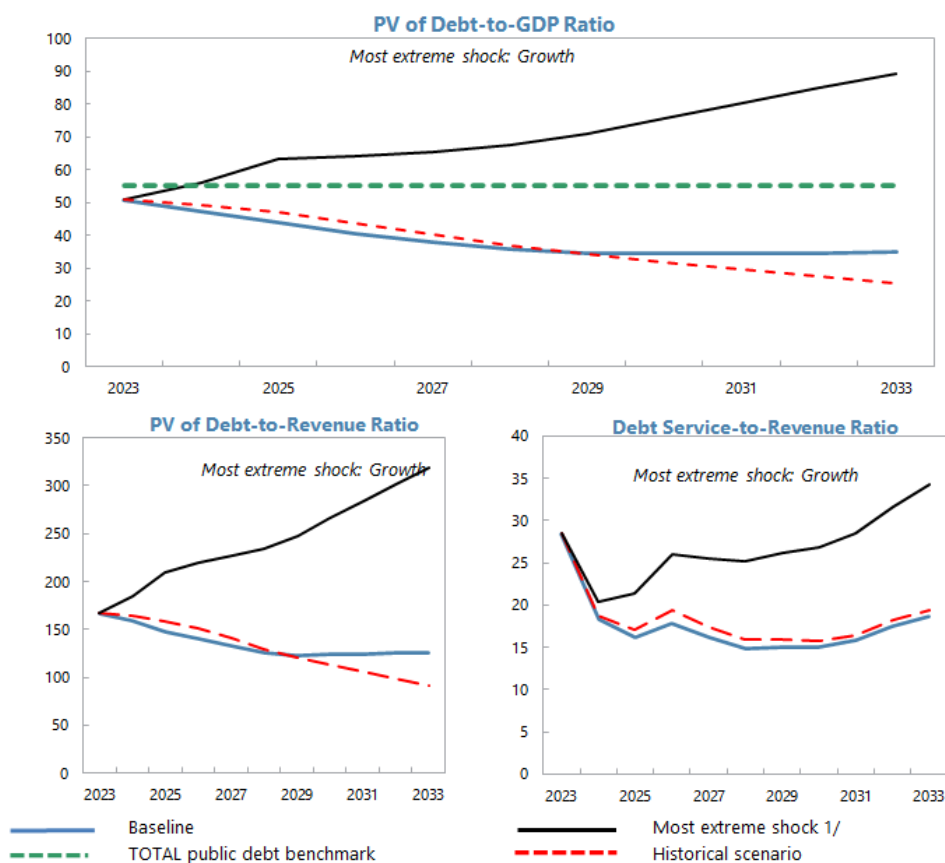 PV of Debt-to-GDP Ratio
Most extreme shock: Growth
100
90
80
70
60
50
40
30
20
10
0
2023 2025 2027 2029 2031 2033
PV of Debt-to-Revenue Ratio
Most extreme shock: Growth
350
300
250
200
150
100
50
0
2023 2025 2027 2029 2031 2033
Debt Service-to-Revenue Ratio
Most extreme shock: Growth
40
35
30
25
20
15
10
5
0
2023 2025 2027 2029 2031 2033
Baseline
Most extreme shock 1/
TOTAL public debt benchmark
Historical scenario